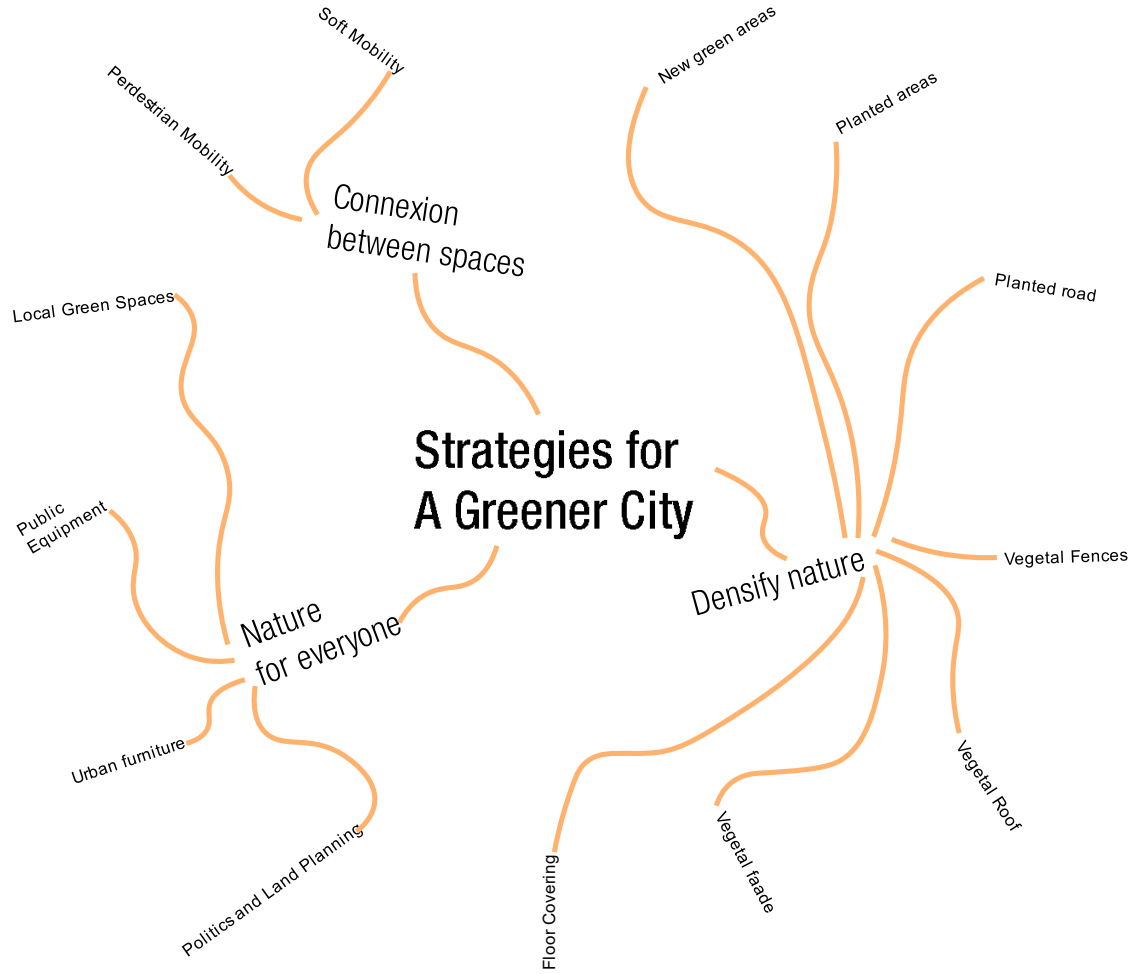 Soft Mobility
Perdestrian Mobility
Connexion
between spaces
New green areas
Planted areas
Planted road
Local Green Spaces
Strategies for
A Greener City
Public
Equipment
Nature
for everyone
Densify nature
Vegetal Fences
Urban furniture
Politics and Land Planning
Floor Covering
Vegetal faade
Vegetal Roof